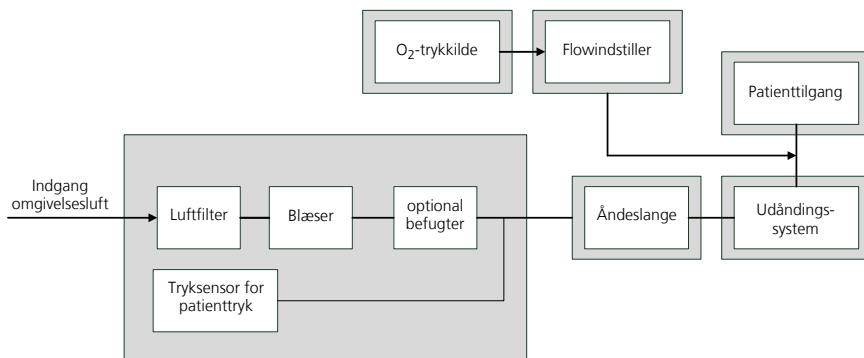 O2-trykkilde
Flowindstiller
Patienttilgang
Indgang
omgivelsesluft
Luftfilter
Blæser
optional
befugter
Åndeslange
Udåndings-
system
Tryksensor for
patienttryk